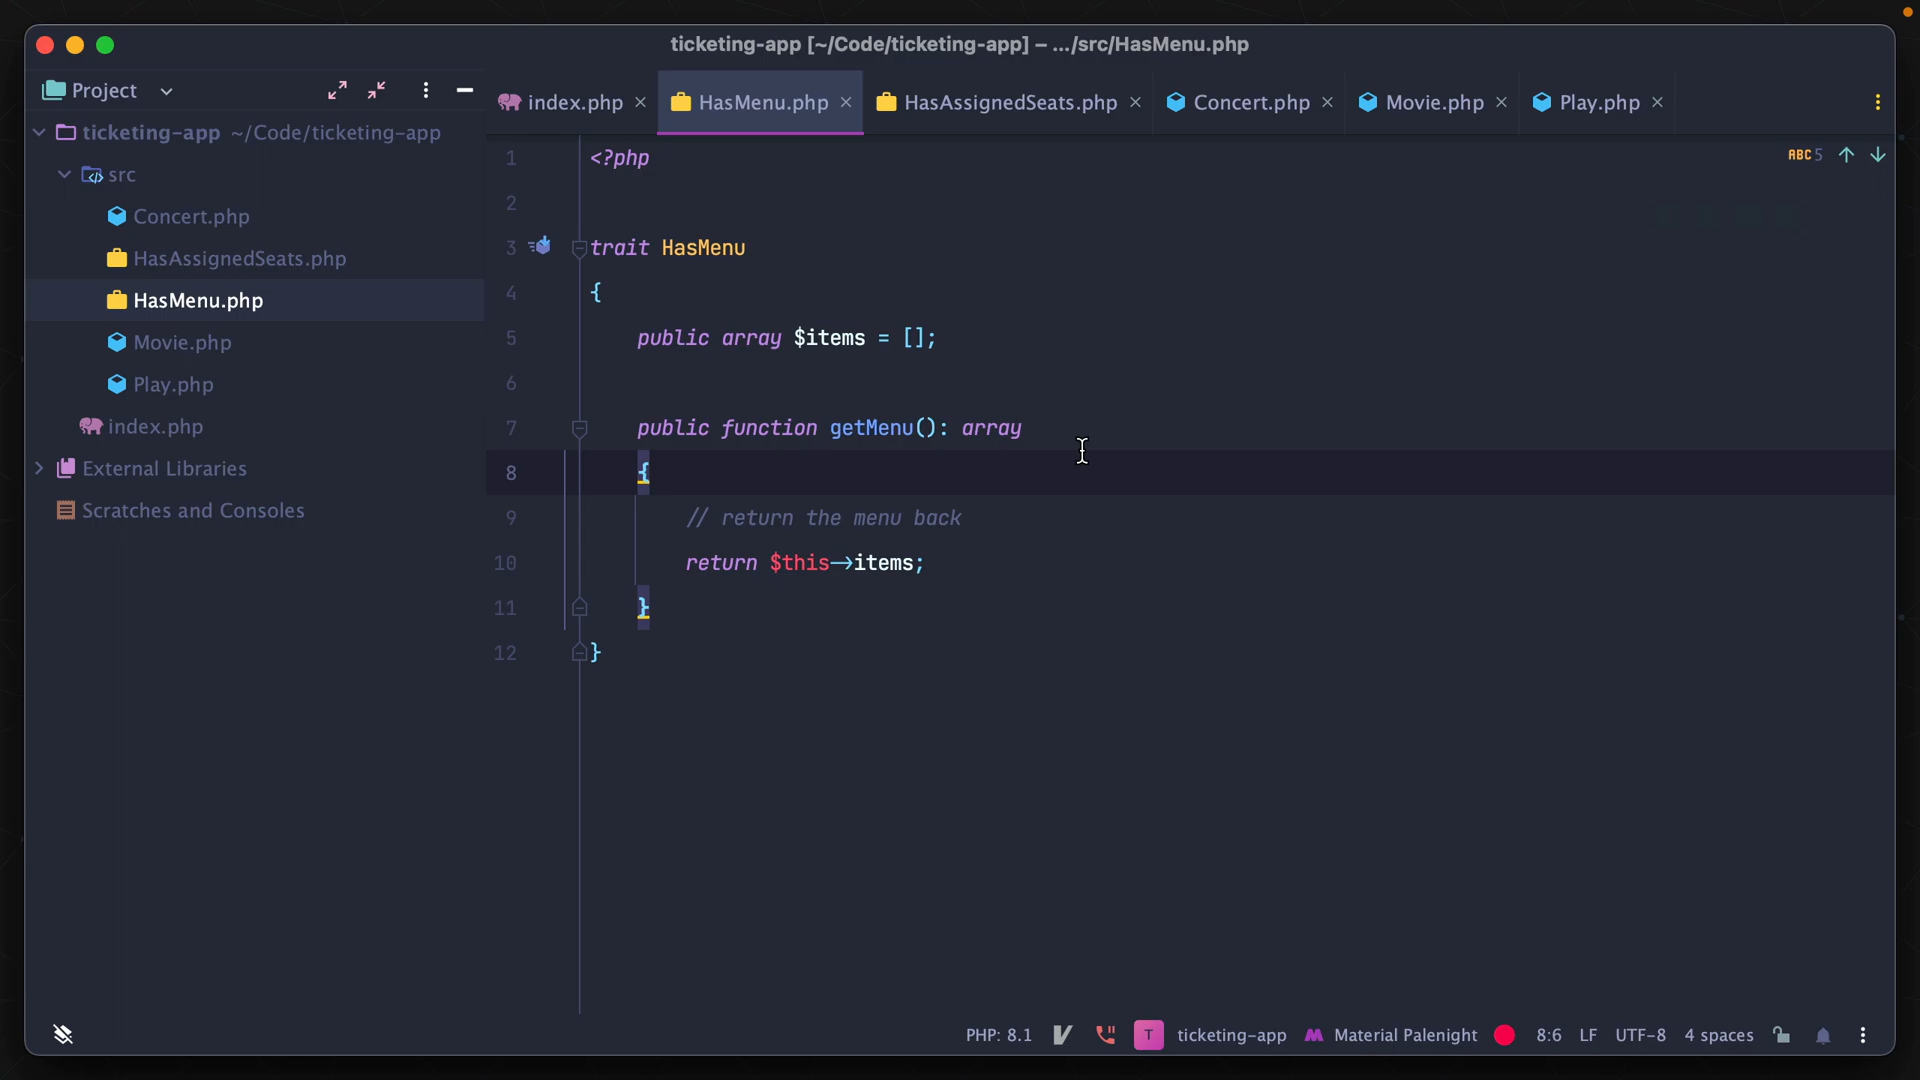 ticketing-app [~/Code/ticketing-app] – .../src/HasMenu.php
Project
index.php
HasMenu.php
HasAssignedSeats.php
Concert.php
Movie.php
Play.php
ticketing-app ~/Code/ticketing-app
src
Concert.php
HasAssignedSeats.php
HasMenu.php
Movie.php
Play.php
index.php
External Libraries
Scratches and Consoles
ABC 5
1 <?php
2
3 trait HasMenu
4 {
5 public array $items = [];
6
7 public function getMenu(): array
8 {
9 // return the menu back
10 return $this->items;
11 }
12 }
PHP: 8.1 T ticketing-app Material Palenight 8:6 LF UTF-8 4 spaces